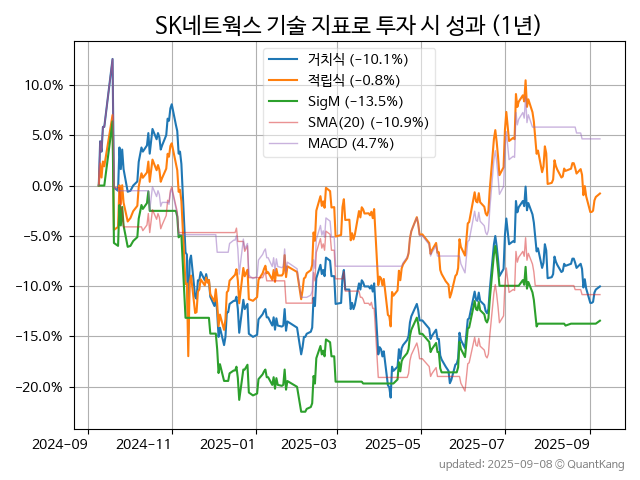 SK네트웍스 기술 지표로 투자 시 성과 (1년)
거치식 (−10.1%)
적립식 (−0.8%)
SigM (−13.5%)
SMA(20) (−10.9%)
MACD (4.7%)
10.0%
5.0%
0.0%
−5.0%
−10.0%
−15.0%
−20.0%
2024−09
2024−11
2025−01
2025−03
2025−05
2025−07
2025−09
updated: 2025−09−08 © QuantKang